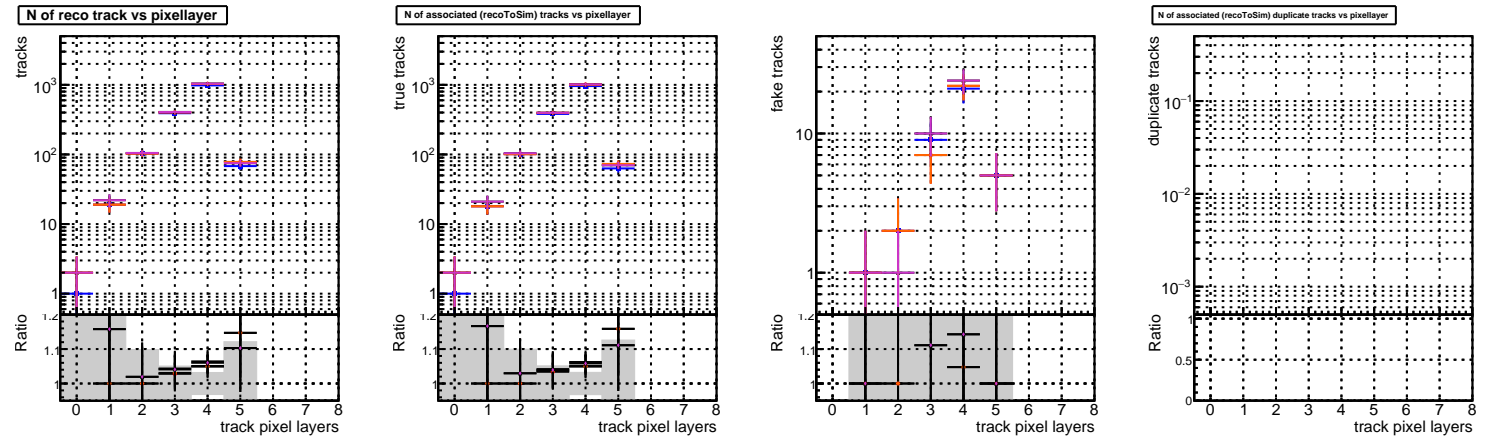 N of reco track vs pixellayer
tracks
10³
10²
10
1
Ratio
1.2
1.1
1
0 1 2 3 4 5 6 7 8
track pixel layers
N of associated (recoToSim) tracks vs pixellayer
true tracks
10³
10²
10
1
Ratio
1.2
1.1
1
0 1 2 3 4 5 6 7 8
track pixel layers
fake tracks
10
1
Ratio
1.2
1.1
1
0 1 2 3 4 5 6 7 8
track pixel layers
N of associated (recoToSim) duplicate tracks vs pixellayer
duplicate tracks
10⁻¹
10⁻²
10⁻³
Ratio
1
0.5
0
0 1 2 3 4 5 6 7 8
track pixel layers